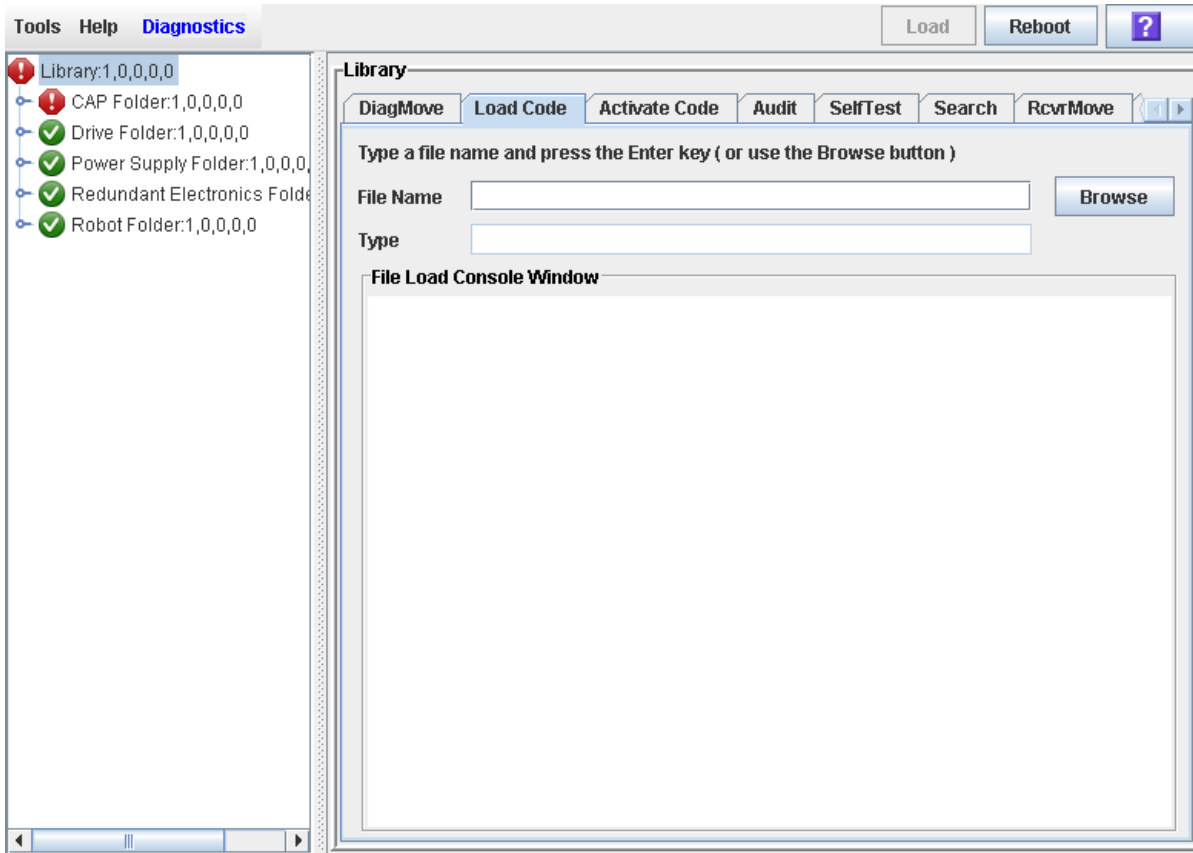 Tools Help Diagnostics
Load Reboot ?
Library:1,0,0,0,0
CAP Folder:1,0,0,0,0
Drive Folder:1,0,0,0,0
Power Supply Folder:1,0,0,0,
Redundant Electronics Folde
Robot Folder:1,0,0,0,0
Library
DiagMove Load Code Activate Code Audit SelfTest Search RcvrMove
Type a file name and press the Enter key ( or use the Browse button )
File Name Browse
Type
File Load Console Window